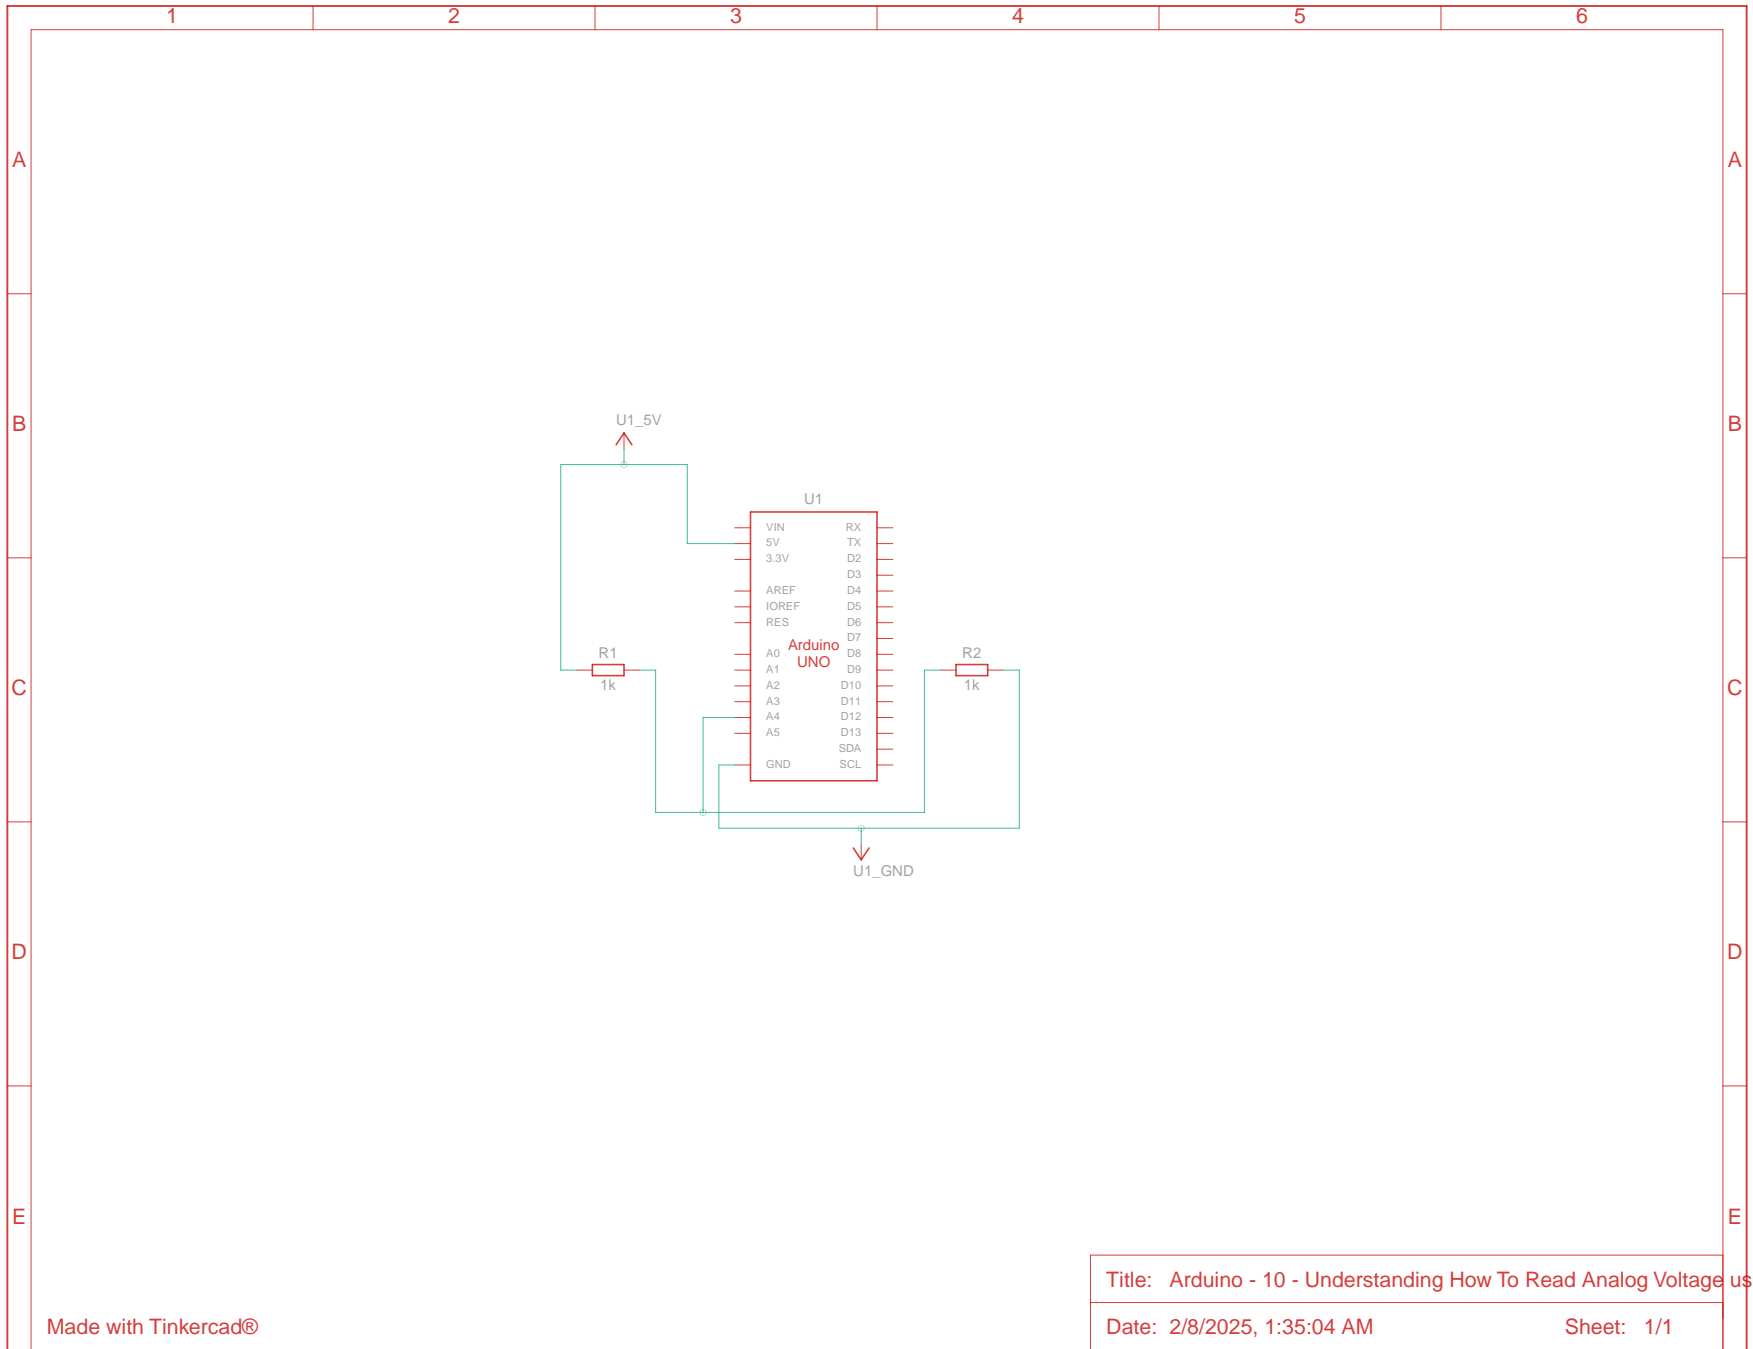 1 2 3 4 5 6
A A
B B
U1_5V
U1
VIN RX
5V TX
3.3V D2
D3
AREF D4
IOREF D5
RES D6
D7
Arduino
UNO
A0 D8
A1 D9
A2 D10
A3 D11
A4 D12
A5 D13
SDA
GND SCL
R1
1k
R2
1k
C C
U1_GND
D D
E E
Title: Arduino - 10 - Understanding How To Read Analog Voltage us
Date: 2/8/2025, 1:35:04 AM Sheet: 1/1
Made with Tinkercad®